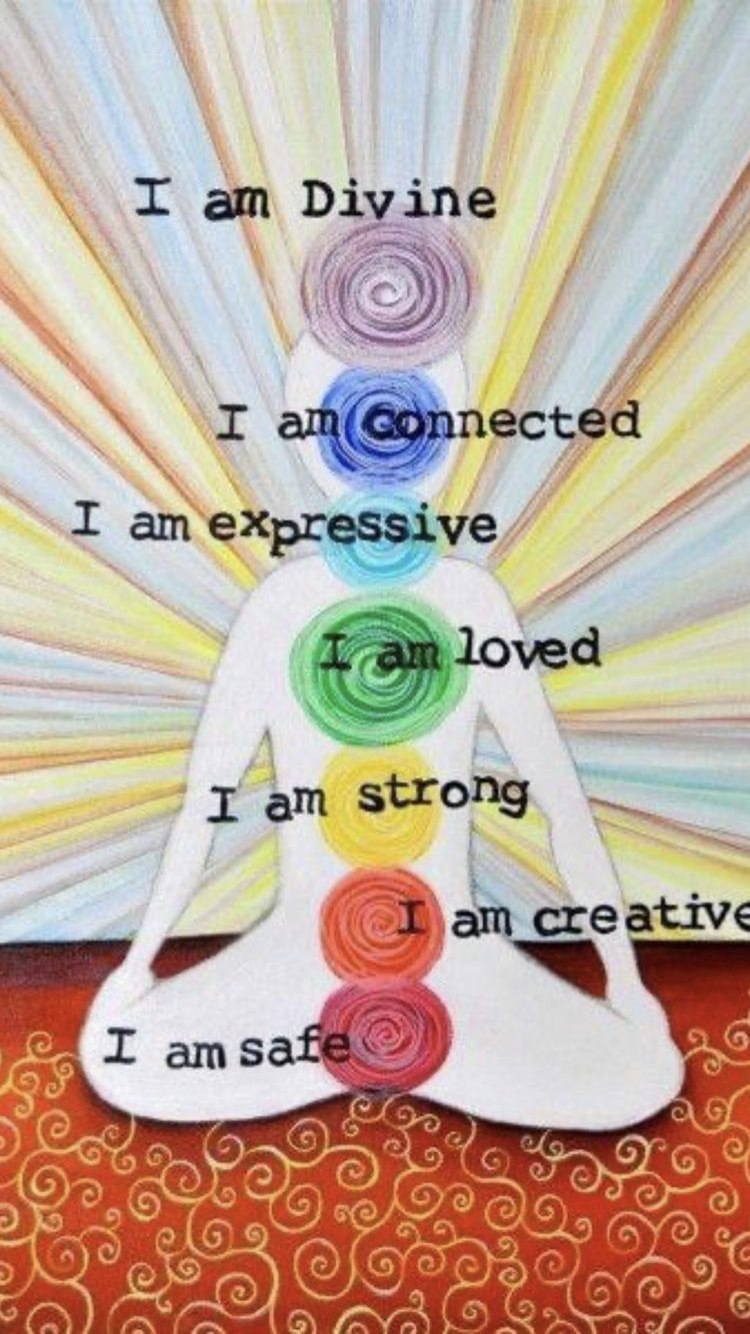 I am Divine
I am connected
I am expressive
I am loved
I am strong
I am creative
I am safe